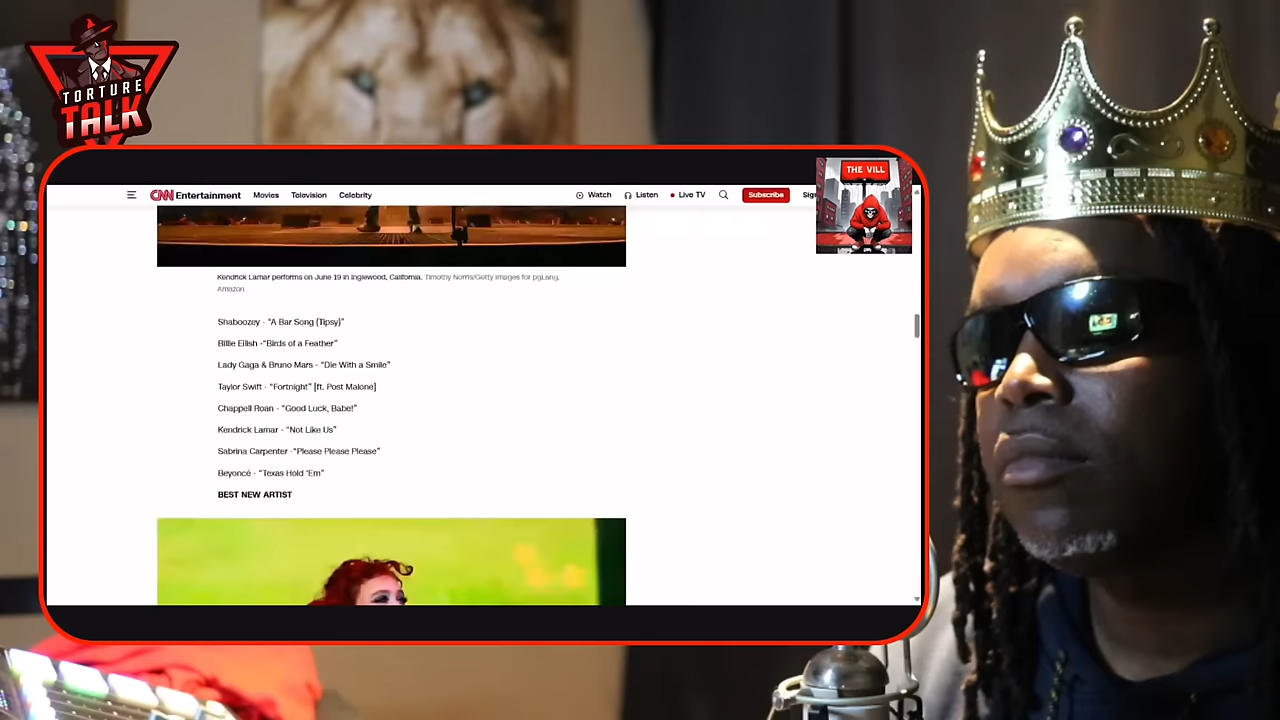 TORTURE
TALK
THE VILL
CNN Entertainment Movies Television Celebrity Watch Listen Live TV Subscribe Sig
Kendrick Lamar performs on June 19 in Inglewood, California. Timothy Norris/Getty Images for pgLang,
Amazon
Shaboozey - “A Bar Song (Tipsy)”
Billie Eilish -“Birds of a Feather”
Lady Gaga & Bruno Mars - “Die With a Smile”
Taylor Swift - “Fortnight” [ft. Post Malone]
Chappell Roan - “Good Luck, Babe!”
Kendrick Lamar - “Not Like Us”
Sabrina Carpenter -“Please Please Please”
Beyoncé - “Texas Hold ‘Em”
BEST NEW ARTIST